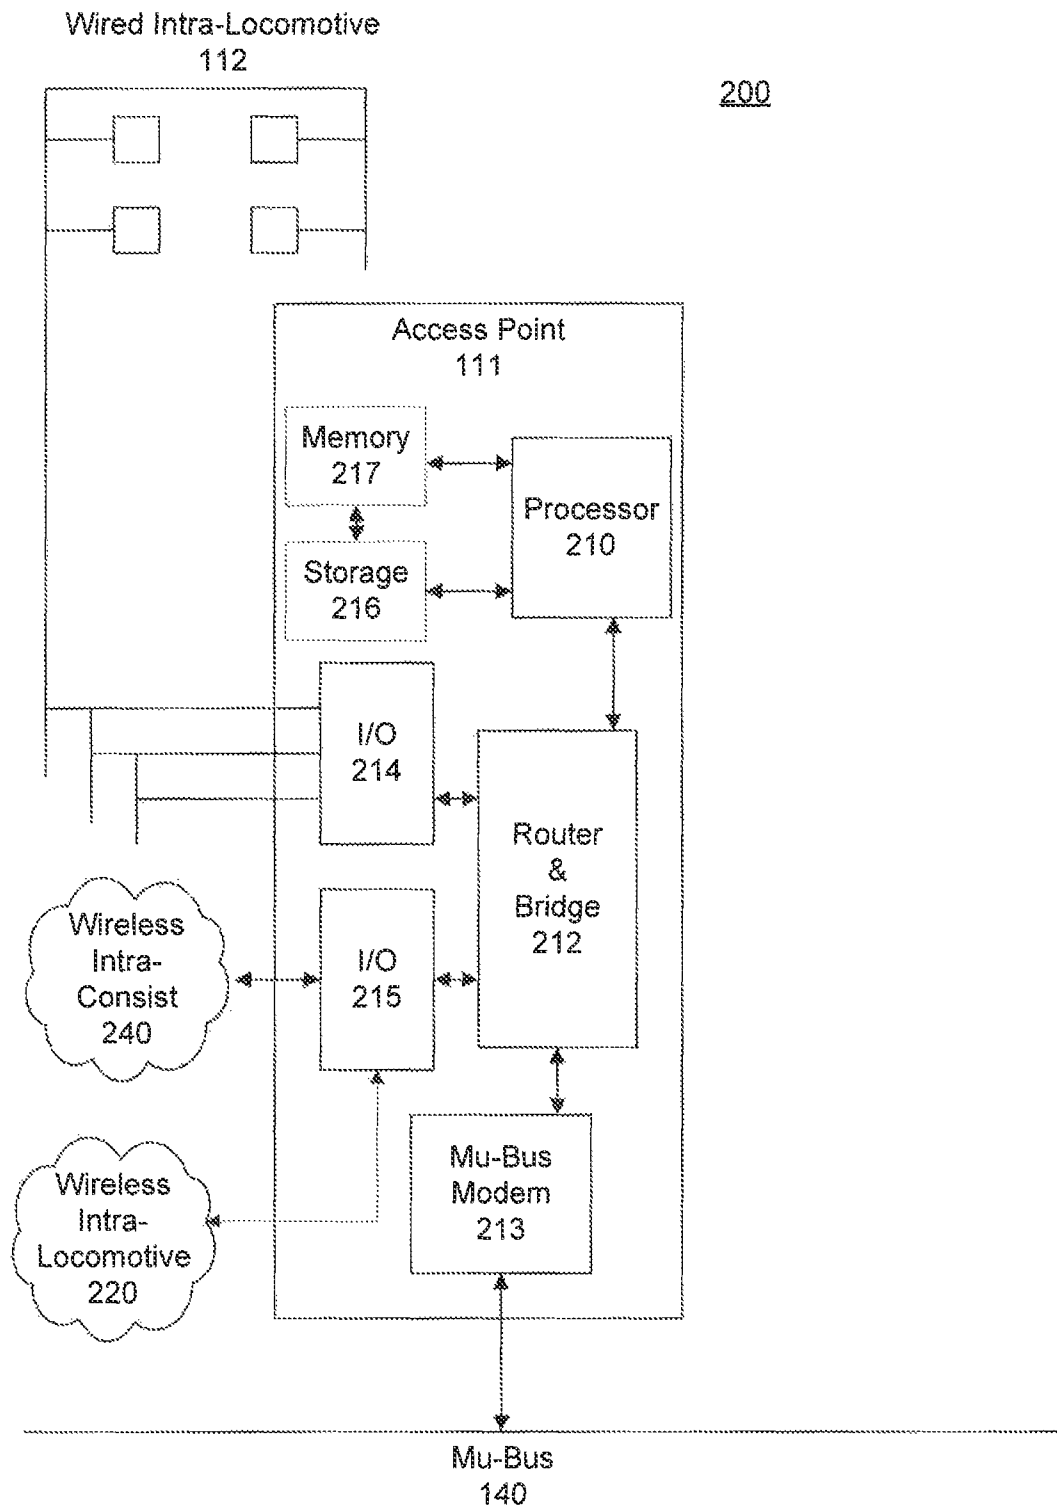 Wired Intra-Locomotive
112
200
Access Point
111
Memory
217
Processor
210
Storage
216
I/O
214
Router
&
Bridge
212
Wireless
Intra-
Consist
240
I/O
215
Mu-Bus
Modem
213
Wireless
Intra-
Locomotive
220
Mu-Bus
140